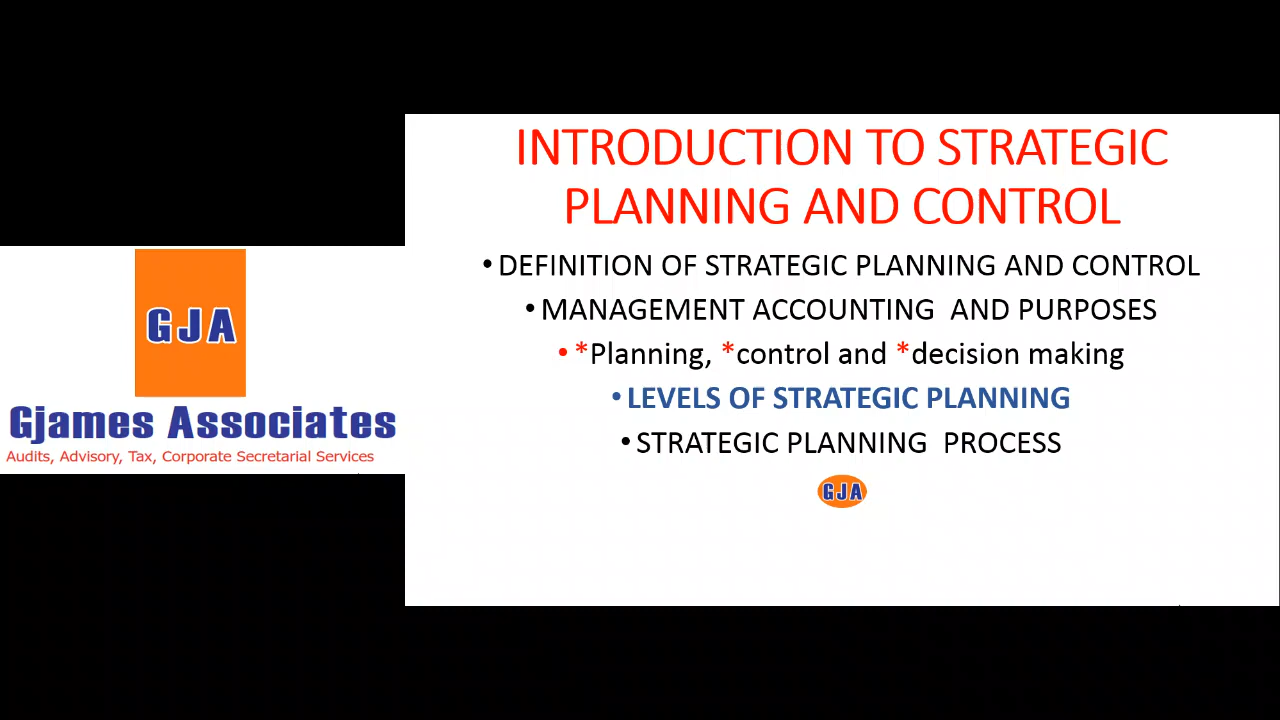 GJA
Gjames Associates
Audits, Advisory, Tax, Corporate Secretarial Services
INTRODUCTION TO STRATEGIC
PLANNING AND CONTROL
•DEFINITION OF STRATEGIC PLANNING AND CONTROL
•MANAGEMENT ACCOUNTING  AND PURPOSES
• *Planning, *control and *decision making
•LEVELS OF STRATEGIC PLANNING
•STRATEGIC PLANNING  PROCESS
GJA